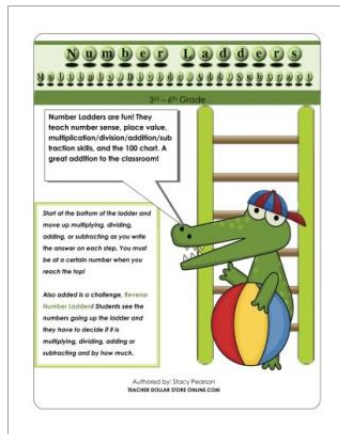 Number Ladders
Multiply/Divide/Add/Subtract
3rd – 6th Grade
Number Ladders are fun! They
teach number sense, place value,
multiplication/division/addition/sub
traction skills, and the 100 chart. A
great addition to the classroom!
Start at the bottom of the ladder and
move up multiplying, dividing,
adding, or subtracting as you write
the answer on each step. You must
be at a certain number when you
reach the top!
Also added is a challenge, Reverse
Number Ladders! Students see the
numbers going up the ladder and
they have to decide if it is
multiplying, dividing, adding or
subtracting and by how much.
Authored by: Stacy Pearson
TEACHER DOLLAR STORE ONLINE.COM